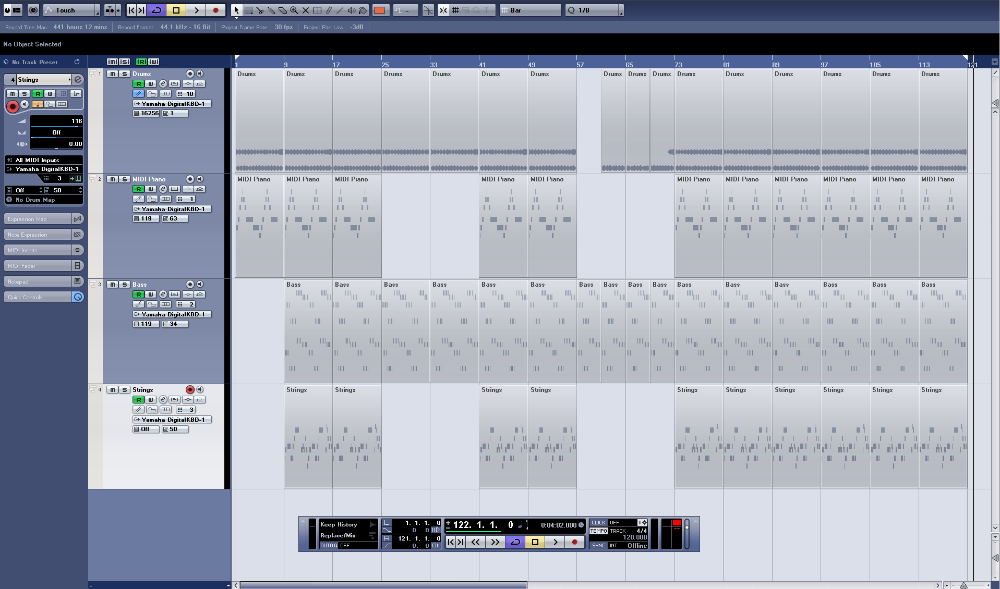 Touch
Bar
Q 1/8
Record Time Max 441 hours 12 mins Record Format 44.1 kHz - 16 Bit Project Frame Rate 30 fps Project Pan Law -3dB
No Object Selected
No Track Preset
4 Strings
m S R W
116
Off
0.00
All MIDI Inputs
Yamaha DigitalKBD-1
3
Off 50
No Drum Map
Expression Map
Note Expression
MIDI Inserts
MIDI Fader
Notepad
Quick Controls
m S R W
1 m S Drums
R W e
10
Yamaha DigitalKBD-1
16256 1
2 m S MIDI Piano
R W e
1
Yamaha DigitalKBD-1
119 63
3 m S Bass
R W e
2
Yamaha DigitalKBD-1
119 34
4 m S Strings
R W e
3
Yamaha DigitalKBD-1
Off 50
1 9 17 25 33 41 49 57 65 73 81 89 97 105 113 121
Drums Drums Drums Drums Drums Drums Drums Drums Drums Drums Drums Drums Drums Drums Drums
MIDI Piano MIDI Piano MIDI Piano MIDI Piano MIDI Piano MIDI Piano MIDI Piano MIDI Piano MIDI Piano MIDI Piano MIDI Piano
Bass Bass Bass Bass Bass Bass Bass Bass Bass Bass Bass Bass Bass Bass Bass Bass
Strings Strings Strings Strings Strings Strings Strings Strings Strings Strings
Keep History
Replace/Mix
AUTO Q OFF
L 1. 1. 1. 0
0. 0
R 121. 1. 1. 0
0. 0
122. 1. 1. 0
0:04:02.000
CLICK OFF
TEMPO TRACK 4/4
120.000
SYNC INT. Offline